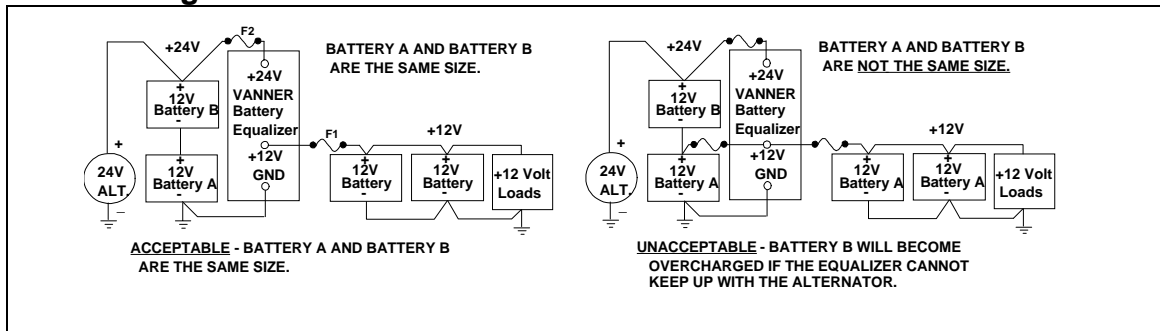 F2
+24V
BATTERY A AND BATTERY B
ARE THE SAME SIZE.
+
12V
Battery B
-
+24V
VANNER
Battery
Equalizer
+12V
GND
F1
+12V
+
24V
ALT.
–
+
12V
Battery A
-
+
12V
Battery
-
+
12V
Battery
-
+12 Volt
Loads
ACCEPTABLE - BATTERY A AND BATTERY B
ARE THE SAME SIZE.
+24V
BATTERY A AND BATTERY B
ARE NOT THE SAME SIZE.
+
12V
Battery B
-
+24V
VANNER
Battery
Equalizer
+12V
GND
+12V
+
24V
ALT.
–
+
12V
Battery A
-
+
12V
Battery A
-
+
12V
Battery A
-
+12 Volt
Loads
UNACCEPTABLE - BATTERY B WILL BECOME
OVERCHARGED IF THE EQUALIZER CANNOT
KEEP UP WITH THE ALTERNATOR.